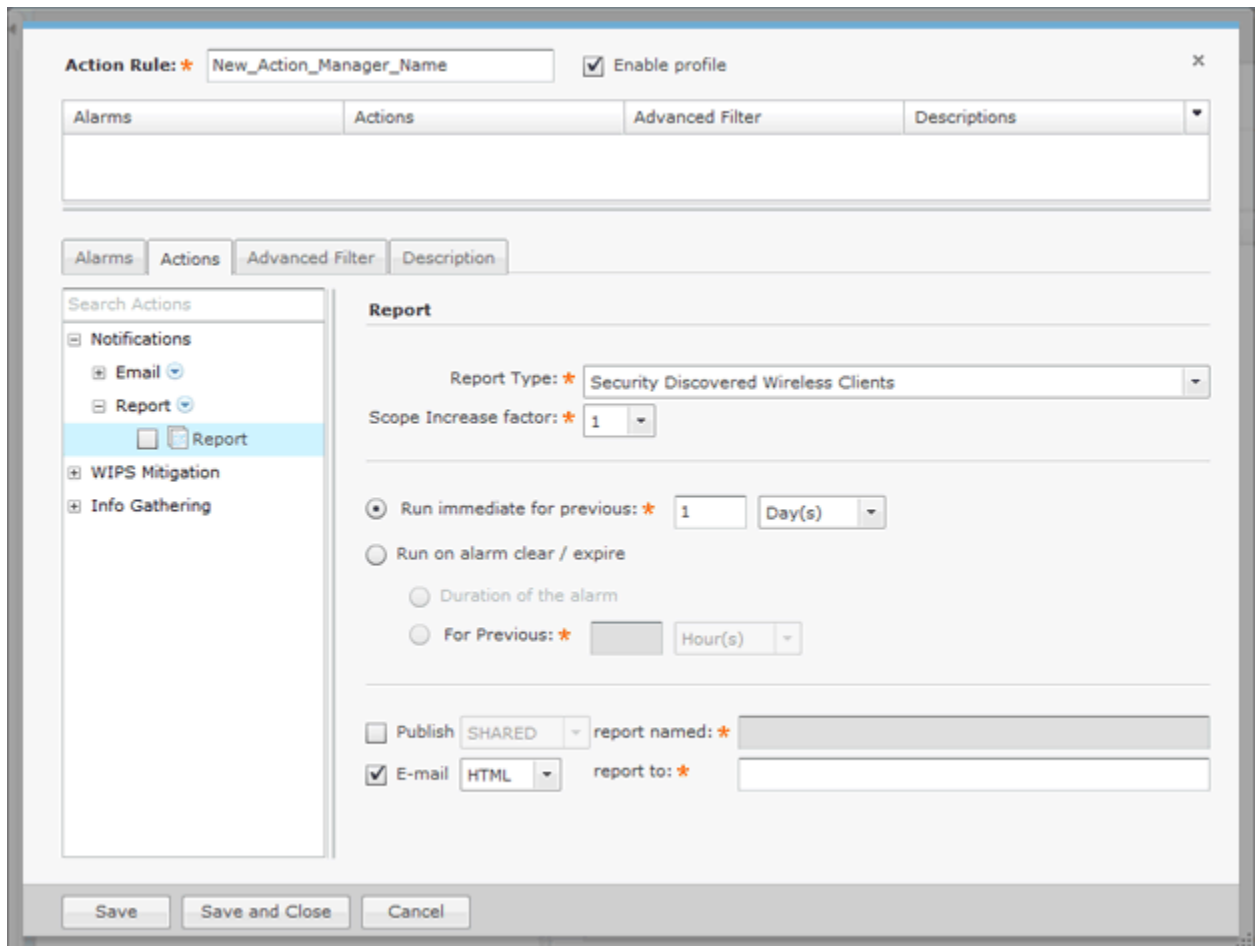 Action Rule: * New_Action_Manager_Name Enable profile
Alarms Actions Advanced Filter Descriptions
Alarms Actions Advanced Filter Description
Search Actions
Notifications
Email
Report
Report
WIPS Mitigation
Info Gathering
Report
Report Type: * Security Discovered Wireless Clients
Scope Increase factor: * 1
Run immediate for previous: * 1 Day(s)
Run on alarm clear / expire
Duration of the alarm
For Previous: * Hour(s)
Publish SHARED report named: *
E-mail HTML report to: *
Save Save and Close Cancel